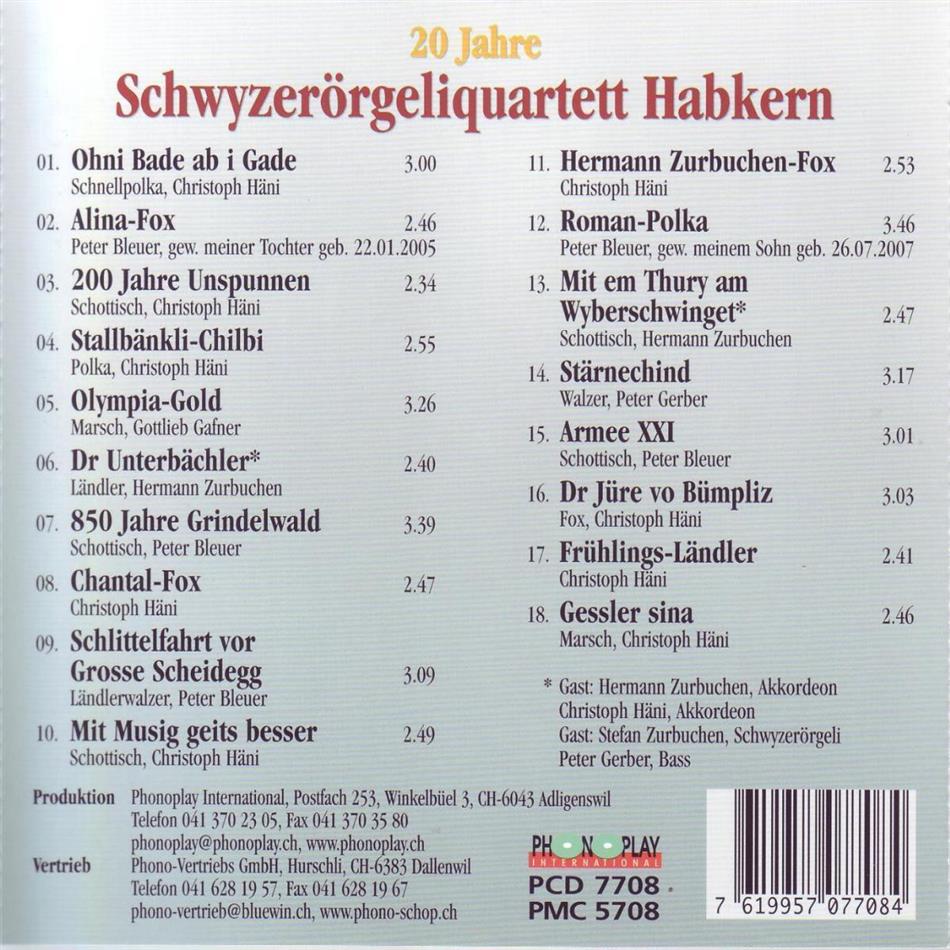 20 Jahre
Schwyzerörgeliquartett Habkern
01. Ohni Bade ab i Gade 3.00
Schnellpolka, Christoph Häni
02. Alina-Fox 2.46
Peter Bleuer, gew. meiner Tochter geb. 22.01.2005
03. 200 Jahre Unspunnen 2.34
Schottisch, Christoph Häni
04. Stallbänkli-Chilbi 2.55
Polka, Christoph Häni
05. Olympia-Gold 3.26
Marsch, Gottlieb Gafner
06. Dr Unterbächler* 2.40
Ländler, Hermann Zurbuchen
07. 850 Jahre Grindelwald 3.39
Schottisch, Peter Bleuer
08. Chantal-Fox 2.47
Christoph Häni
09. Schlittelfahrt vor
Grosse Scheidegg 3.09
Ländlerwalzer, Peter Bleuer
10. Mit Musig geits besser 2.49
Schottisch, Christoph Häni
11. Hermann Zurbuchen-Fox 2.53
Christoph Häni
12. Roman-Polka 3.46
Peter Bleuer, gew. meinem Sohn geb. 26.07.2007
13. Mit em Thury am
Wyberschwinget* 2.47
Schottisch, Hermann Zurbuchen
14. Stärnechind 3.17
Walzer, Peter Gerber
15. Armee XXI 3.01
Schottisch, Peter Bleuer
16. Dr Jüre vo Bümpliz 3.03
Fox, Christoph Häni
17. Frühlings-Ländler 2.41
Christoph Häni
18. Gessler sina 2.46
Marsch, Christoph Häni
* Gast: Hermann Zurbuchen, Akkordeon
Christoph Häni, Akkordeon
Gast: Stefan Zurbuchen, Schwyzerörgeli
Peter Gerber, Bass
Produktion Phonoplay International, Postfach 253, Winkelbüel 3, CH-6043 Adligenswil
Telefon 041 370 23 05, Fax 041 370 35 80
phonoplay@phonoplay.ch, www.phonoplay.ch
Vertrieb Phono-Vertriebs GmbH, Hurschli, CH-6383 Dallenwil
Telefon 041 628 19 57, Fax 041 628 19 67
phono-vertrieb@bluewin.ch, www.phono-schop.ch
PHONOPLAY
INTERNATIONAL
PCD 7708
PMC 5708
7 619957 077084